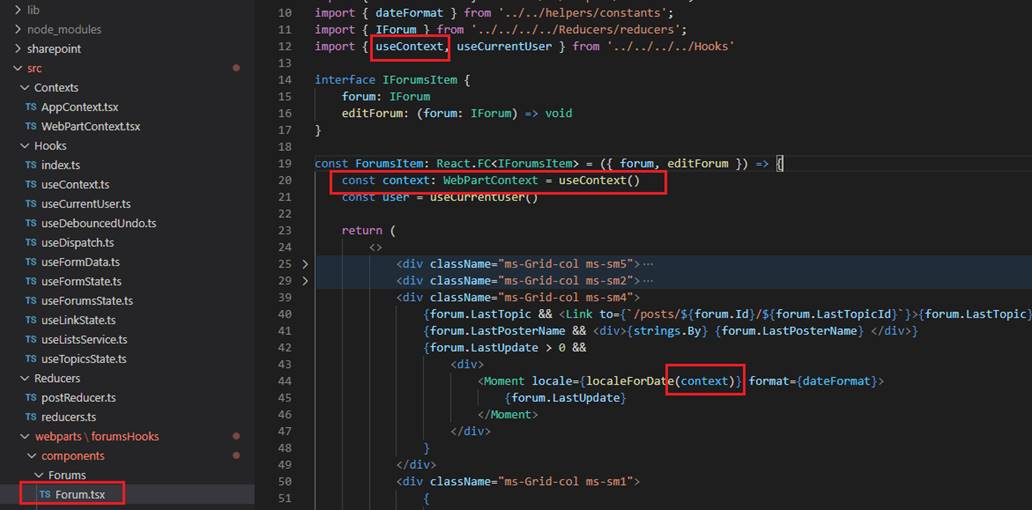 lib
node_modules
sharepoint
src
Contexts
TS AppContext.tsx
TS WebPartContext.tsx
Hooks
TS index.ts
TS useContext.ts
TS useCurrentUser.ts
TS useDebouncedUndo.ts
TS useDispatch.ts
TS useFormData.ts
TS useFormState.ts
TS useForumsState.ts
TS useLinkState.ts
TS useListsService.ts
TS useTopicsState.ts
Reducers
TS postReducer.ts
TS reducers.ts
webparts \ forumsHooks
components
Forums
TS Forum.tsx
10 import { dateFormat } from '../../helpers/constants';
11 import { IForum } from '../../../../Reducers/reducers';
12 import { useContext, useCurrentUser } from '../../../../Hooks'
13
14 interface IForumsItem {
15 forum: IForum
16 editForum: (forum: IForum) => void
17 }
18
19 const ForumsItem: React.FC<IForumsItem> = ({ forum, editForum }) => {
20 const context: WebPartContext = useContext()
21 const user = useCurrentUser()
22
23 return (
24 <>
25 <div className="ms-Grid-col ms-sm5"> ⋯
29 <div className="ms-Grid-col ms-sm2"> ⋯
39 <div className="ms-Grid-col ms-sm4">
40 {forum.LastTopic && <Link to={`/posts/${forum.Id}/${forum.LastTopicId}`}>{forum.LastTopic}
41 {forum.LastPosterName && <div>{strings.By} {forum.LastPosterName} </div>}
42 {forum.LastUpdate > 0 &&
43 <div>
44 <Moment locale={localeForDate(context)} format={dateFormat}>
45 {forum.LastUpdate}
46 </Moment>
47 </div>
48 }
49 </div>
50 <div className="ms-Grid-col ms-sm1">
51 {